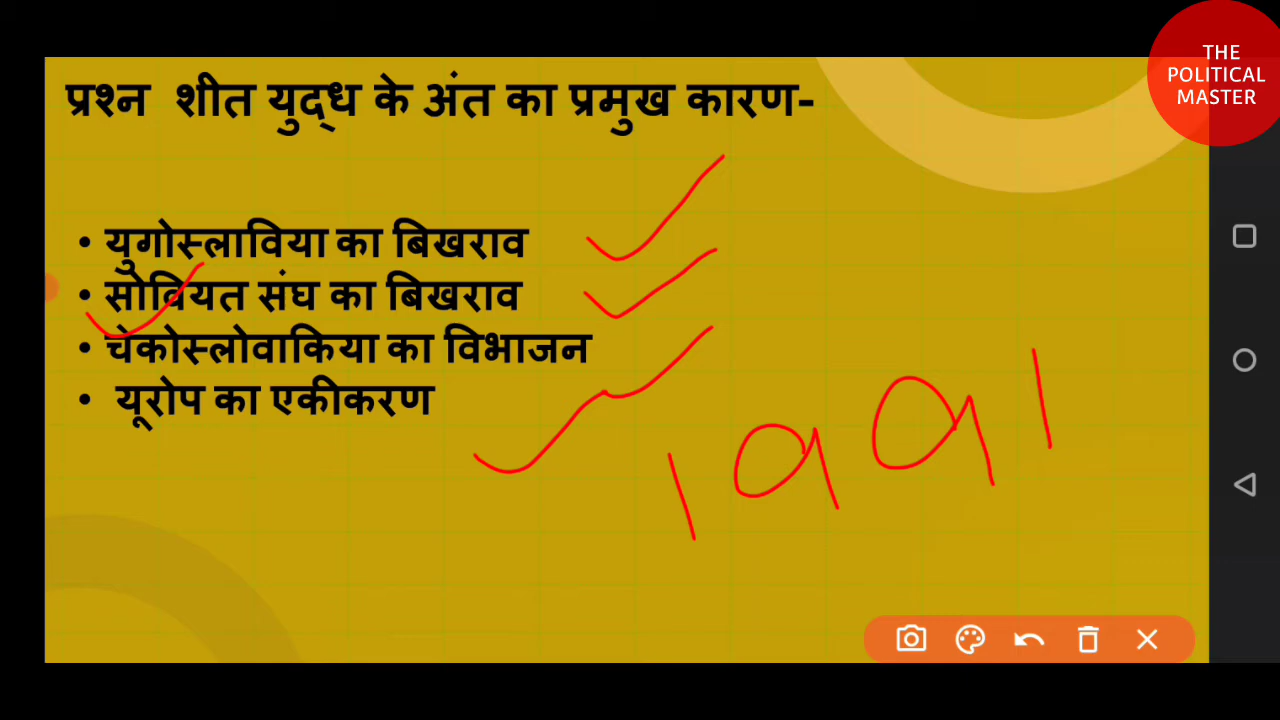 THE
POLITICAL
MASTER
प्रश्न शीत युद्ध के अंत का प्रमुख कारण-
• युगोस्लाविया का बिखराव
• सोवियत संघ का बिखराव
• चेकोस्लोवाकिया का विभाजन
• यूरोप का एकीकरण
1991